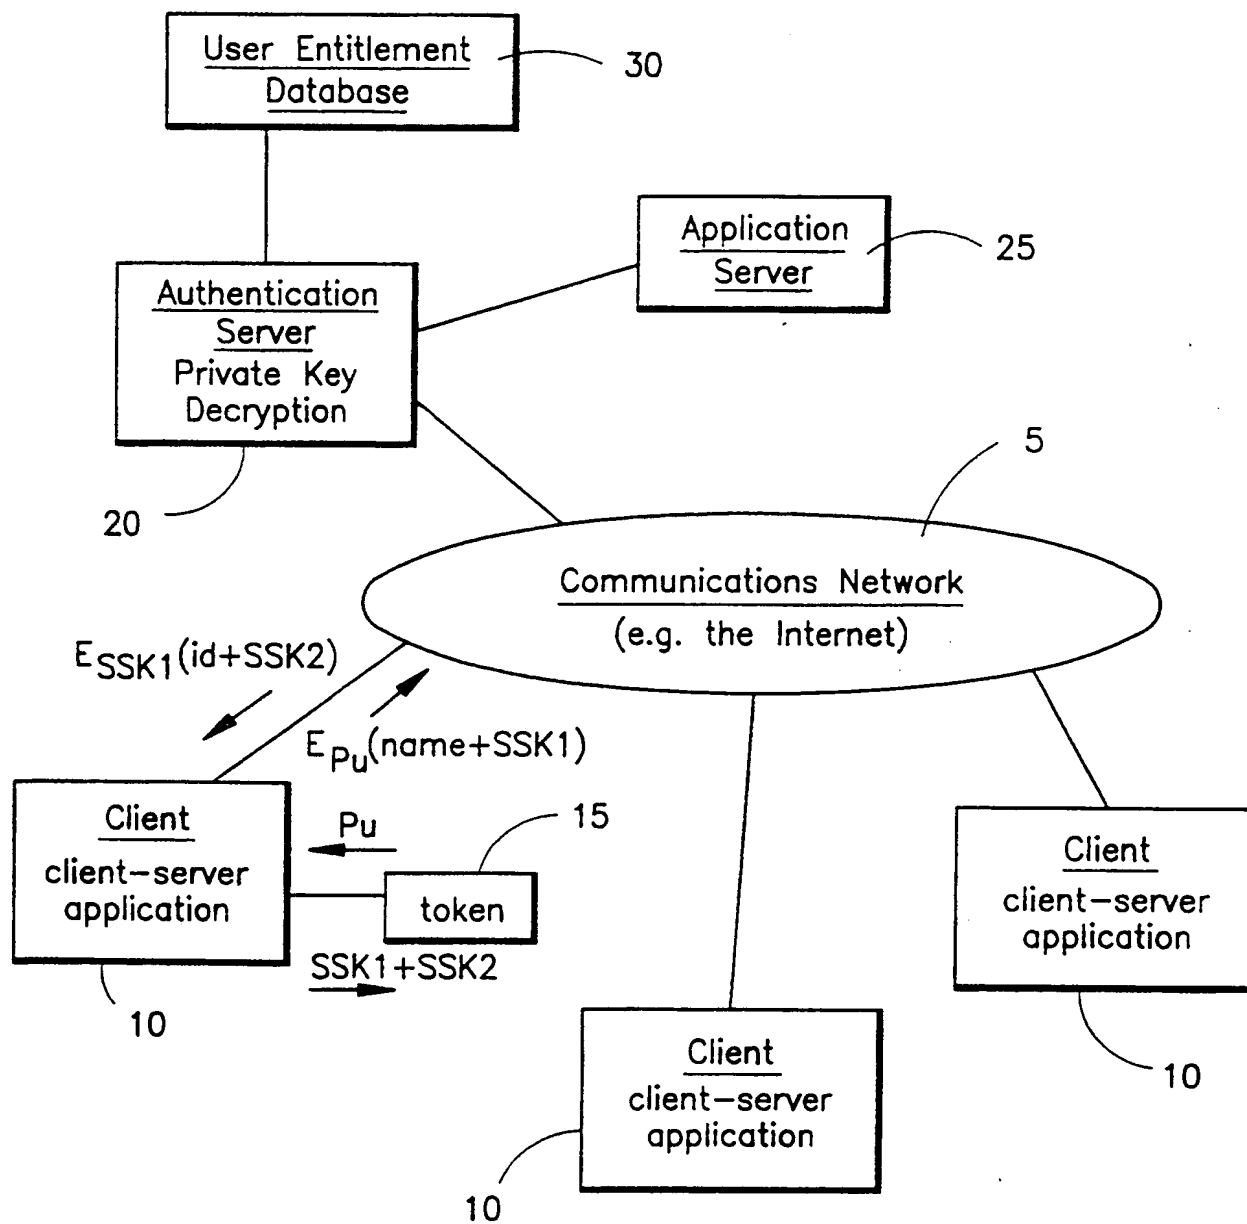 User Entitlement
Database
30
Application
Server
25
Authentication
Server
Private Key
Decryption
20
5
Communications Network
(e.g. the Internet)
ESSK1(id+SSK2)
EPu(name+SSK1)
Client
client-server
application
10
Pu
15
token
SSK1+SSK2
Client
client-server
application
10
Client
client-server
application
10